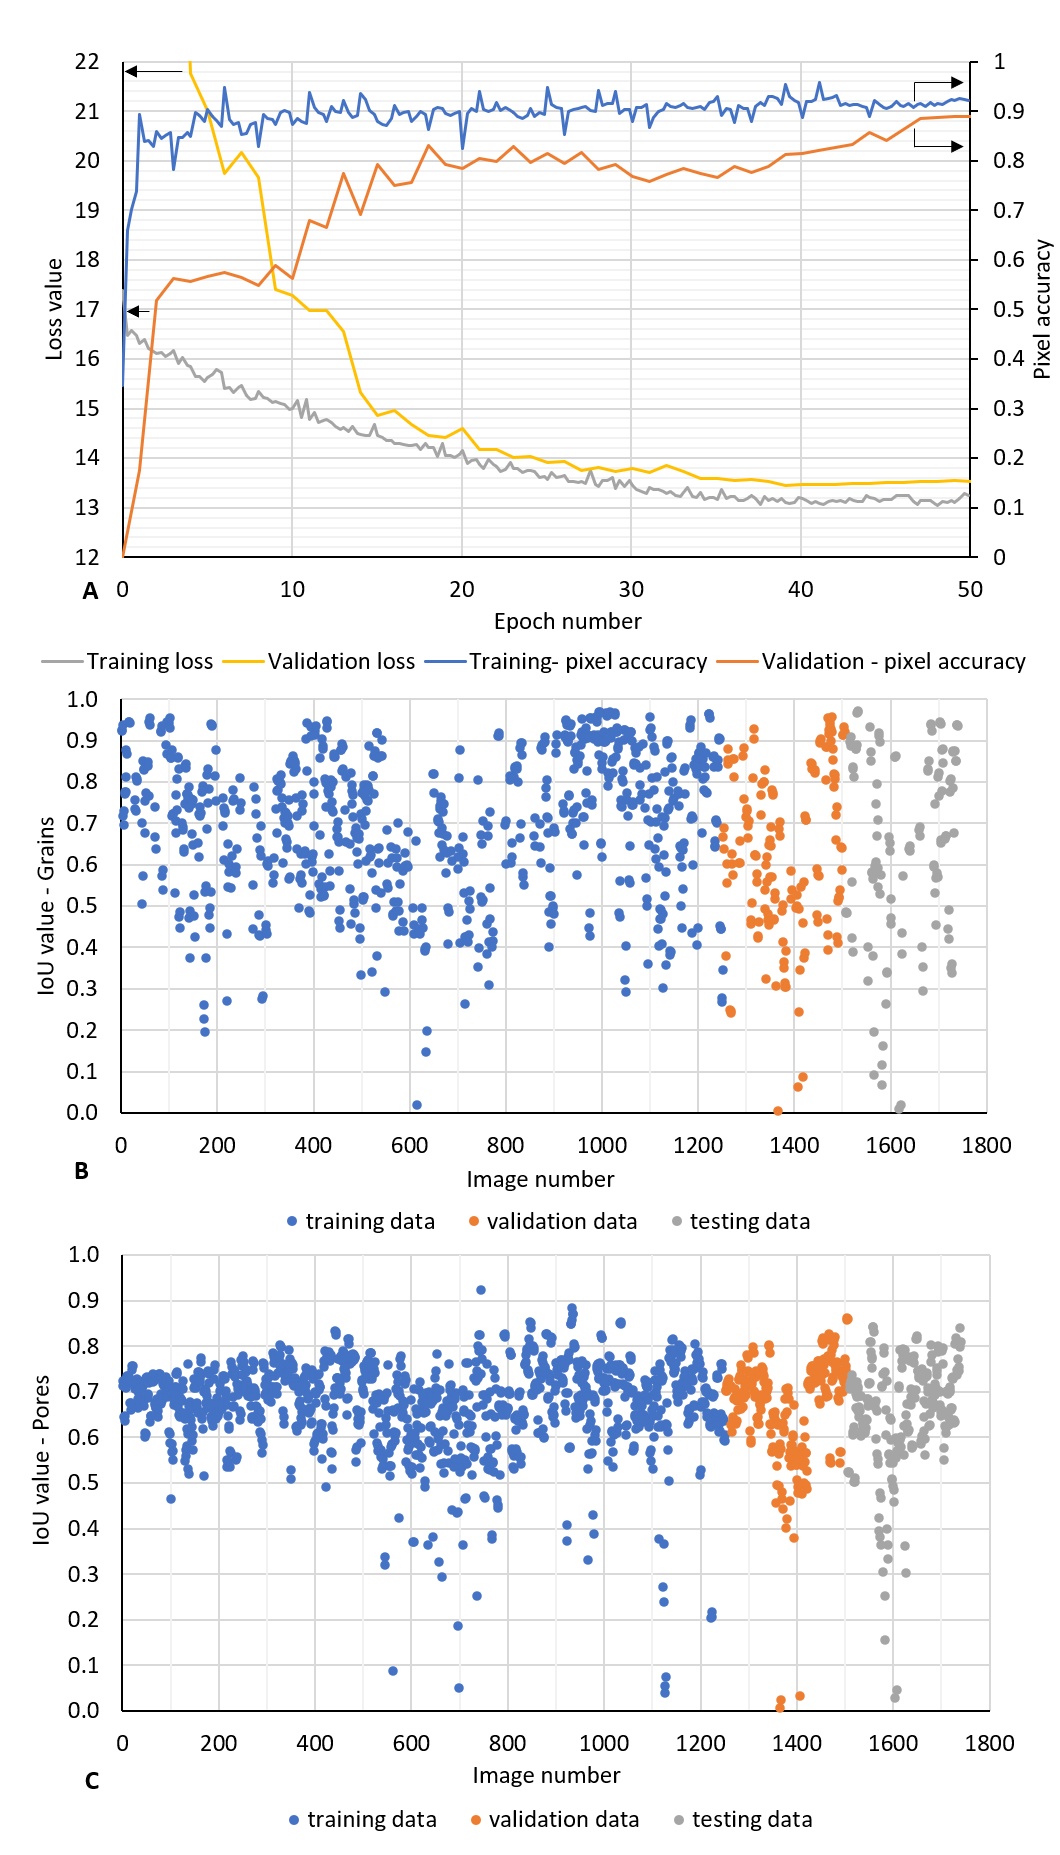 22
21
20
19
18
17
16
15
14
13
12
Loss value
1
0.9
0.8
0.7
0.6
0.5
0.4
0.3
0.2
0.1
0
Pixel accuracy
0 10 20 30 40 50
A
Epoch number
Training loss Validation loss Training- pixel accuracy Validation - pixel accuracy
1.0
0.9
0.8
0.7
0.6
0.5
0.4
0.3
0.2
0.1
0.0
IoU value - Grains
0 200 400 600 800 1000 1200 1400 1600 1800
B
Image number
training data validation data testing data
1.0
0.9
0.8
0.7
0.6
0.5
0.4
0.3
0.2
0.1
0.0
IoU value - Pores
0 200 400 600 800 1000 1200 1400 1600 1800
C
Image number
training data validation data testing data